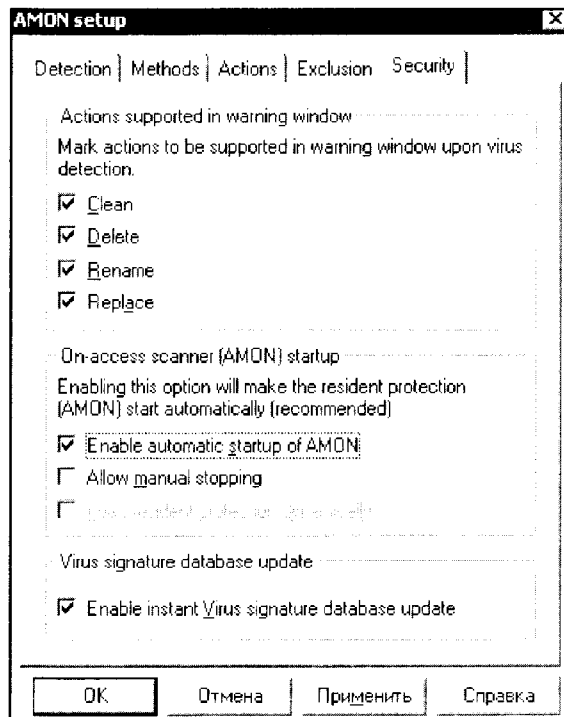 AMON setup
Detection Methods Actions Exclusion Security
Actions supported in warning window
Mark actions to be supported in warning window upon virus
detection.
Clean
Delete
Rename
Replace
On-access scanner (AMON) startup
Enabling this option will make the resident protection
(AMON) start automatically (recommended)
Enable automatic startup of AMON
Allow manual stopping
Virus signature database update
Enable instant Virus signature database update
OK Отмена Применить Справка